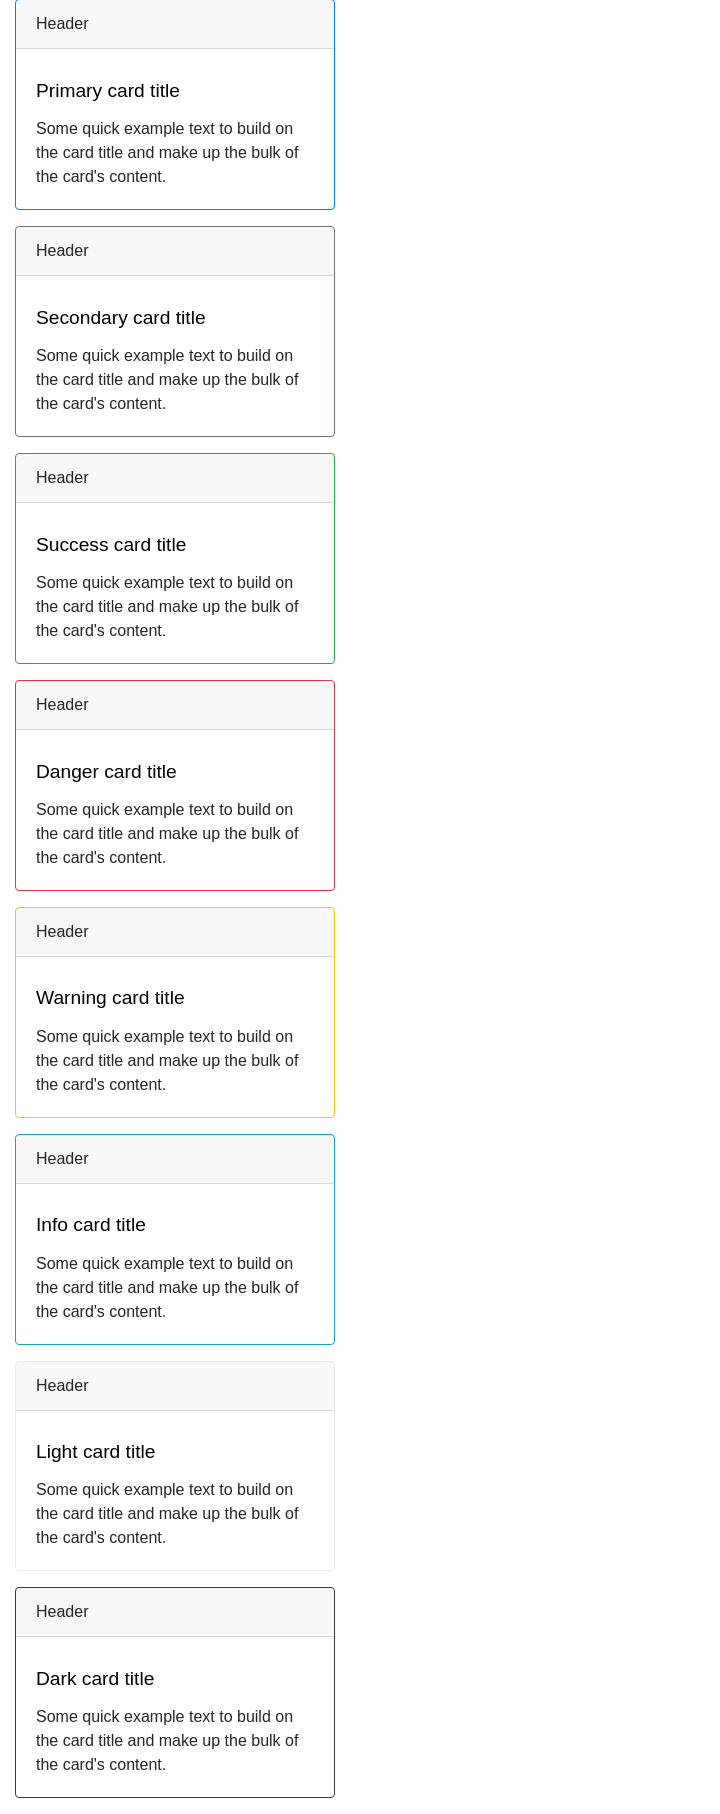 Header
Primary card title
Some quick example text to build on
the card title and make up the bulk of
the card's content.
Header
Secondary card title
Some quick example text to build on
the card title and make up the bulk of
the card's content.
Header
Success card title
Some quick example text to build on
the card title and make up the bulk of
the card's content.
Header
Danger card title
Some quick example text to build on
the card title and make up the bulk of
the card's content.
Header
Warning card title
Some quick example text to build on
the card title and make up the bulk of
the card's content.
Header
Info card title
Some quick example text to build on
the card title and make up the bulk of
the card's content.
Header
Light card title
Some quick example text to build on
the card title and make up the bulk of
the card's content.
Header
Dark card title
Some quick example text to build on
the card title and make up the bulk of
the card's content.